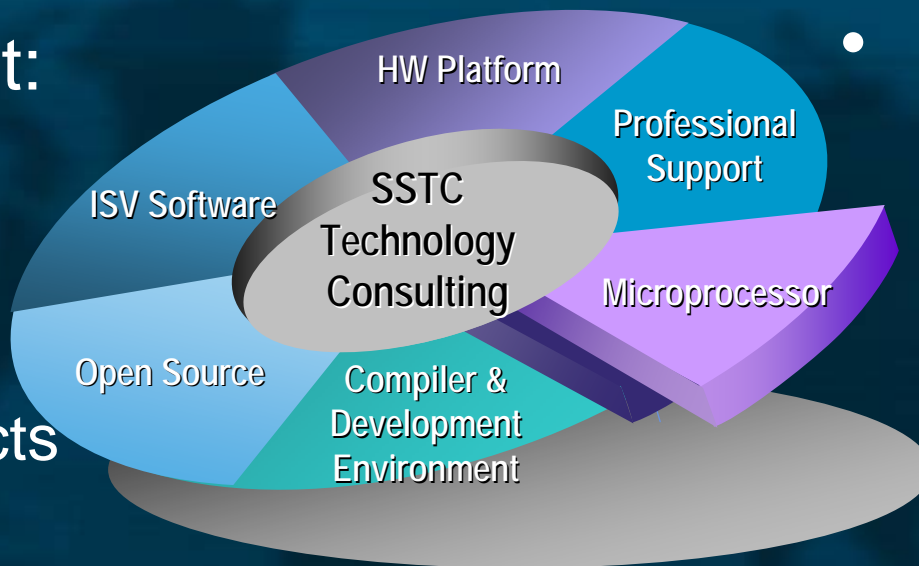 t:
HW Platform
Professional
Support
ISV Software
SSTC
Technology
Consulting
Microprocessor
Open Source
Compiler &
Development
Environment
cts
•